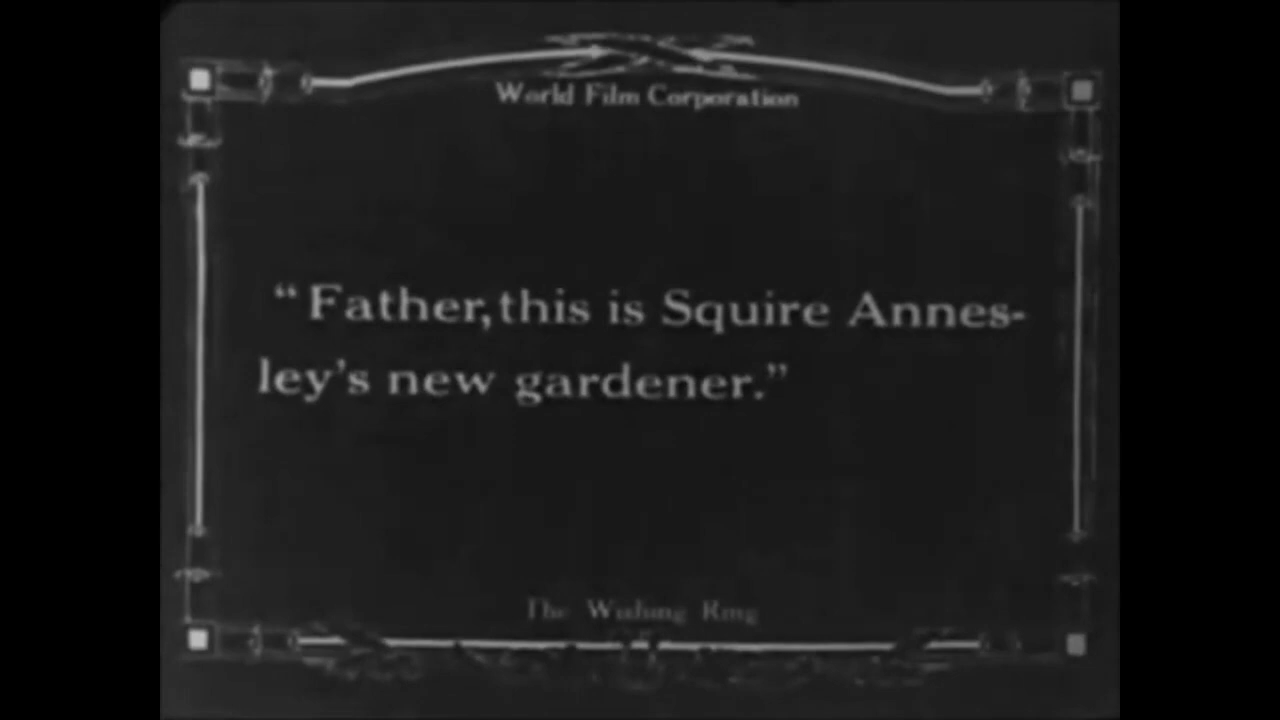 World Film Corporation
“Father, this is Squire Annes-
ley’s new gardener.”
The Wishing Ring